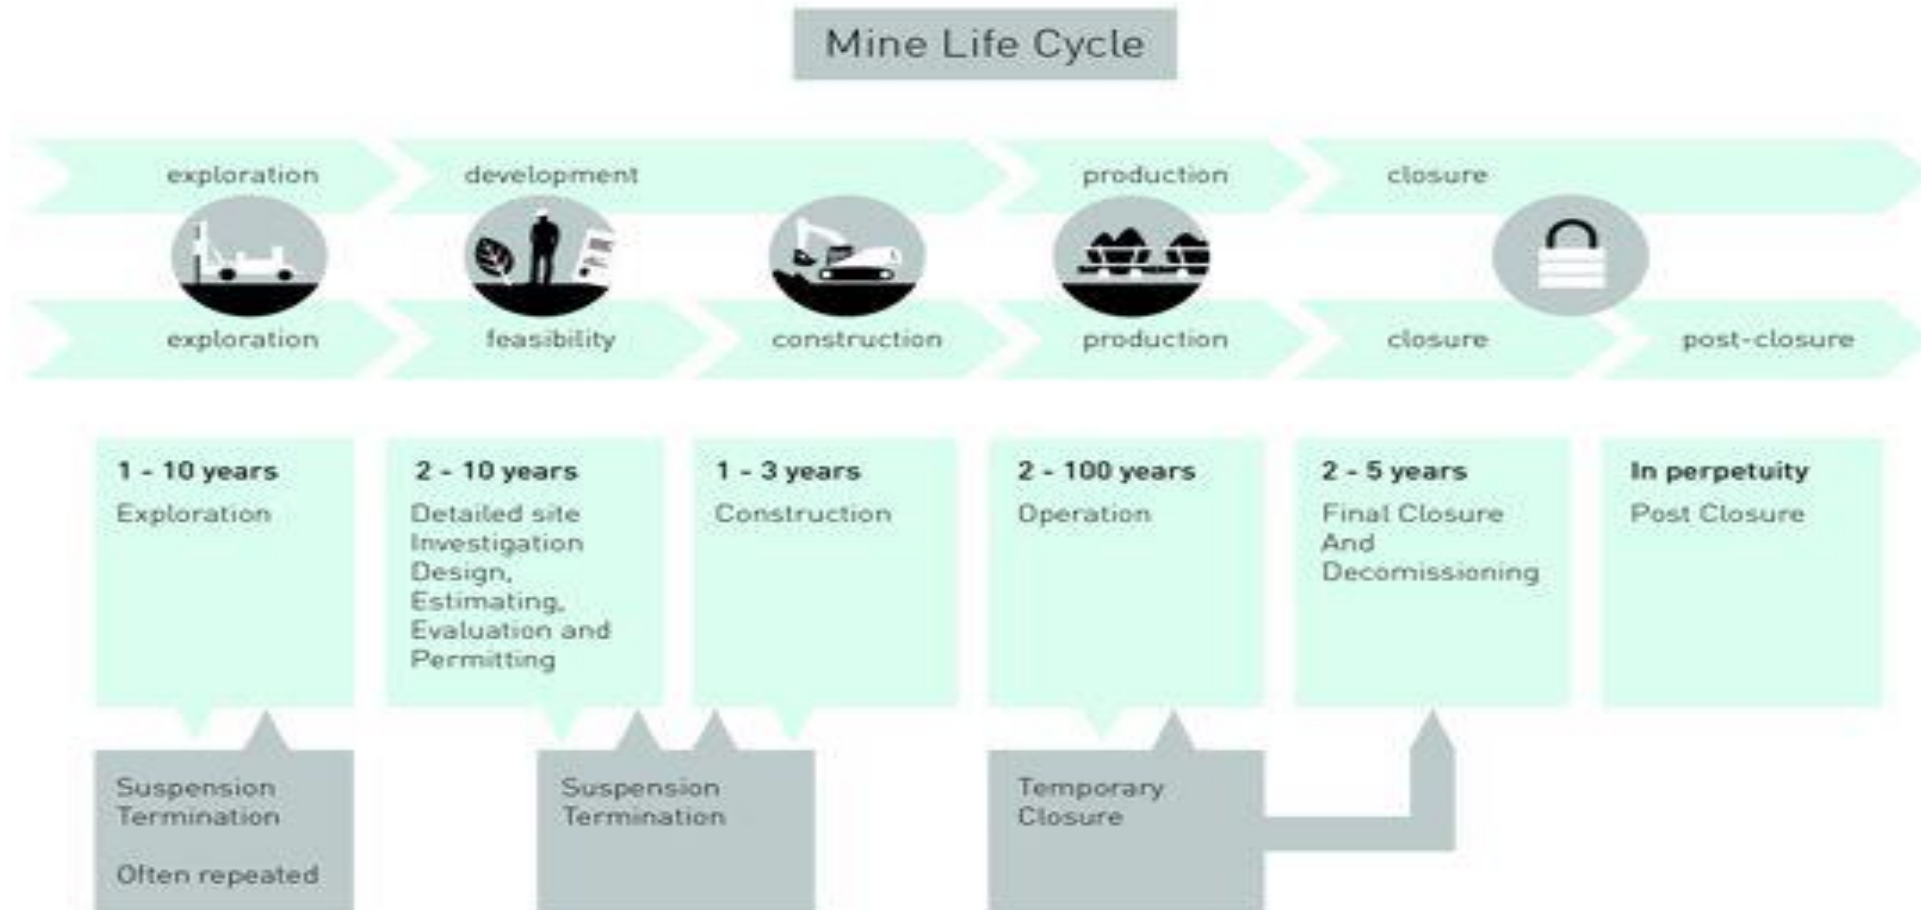 Mine Life Cycle
exploration
development
production
closure
exploration
feasibility
construction
production
closure
post-closure
1 - 10 years
Exploration
2 - 10 years
Detailed site
Investigation
Design,
Estimating,
Evaluation and
Permitting
1 - 3 years
Construction
2 - 100 years
Operation
2 - 5 years
Final Closure
And
Decomissioning
In perpetuity
Post Closure
Suspension
Termination
Often repeated
Suspension
Termination
Temporary
Closure